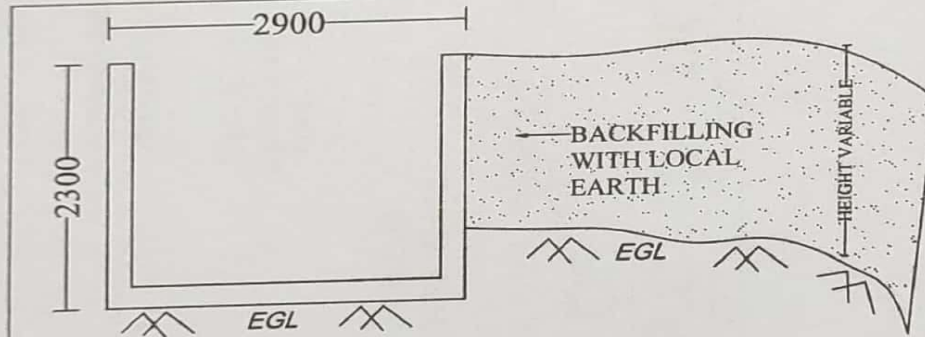 2900
2300
BACKFILLING
WITH LOCAL
EARTH
HEIGHT VARIABLE
EGL
EGL